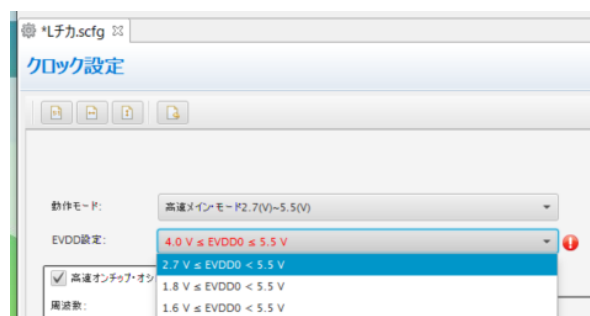 *Lチカ.scfg
クロック設定
動作モード:
高速メイン・モード2.7(V)~5.5(V)
EVDD設定:
4.0 V ≤ EVDD0 ≤ 5.5 V
2.7 V ≤ EVDD0 < 5.5 V
高速オンチップ・オシ
1.8 V ≤ EVDD0 < 5.5 V
周波数:
1.6 V ≤ EVDD0 < 5.5 V